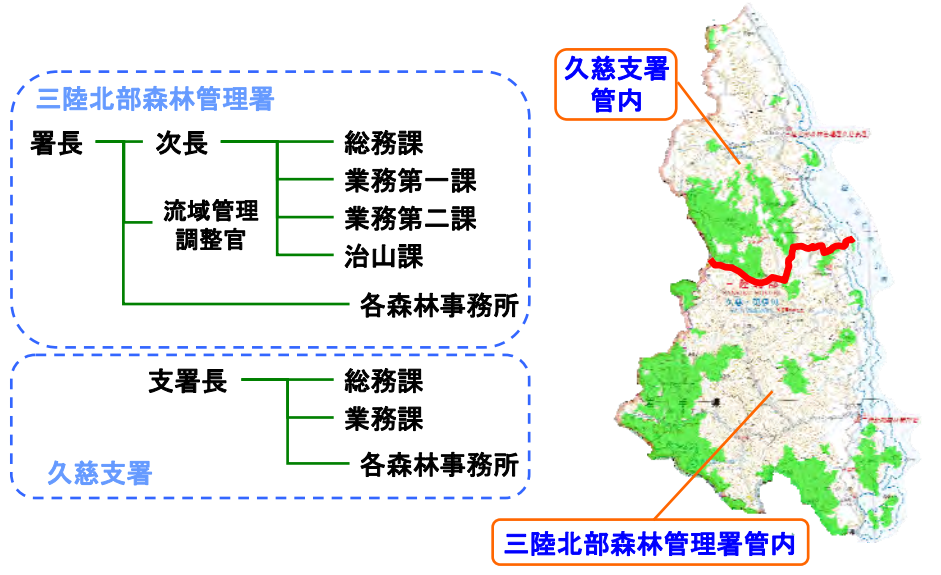 三陸北部森林管理署
署長
次長
総務課
業務第一課
流域管理
調整官
業務第二課
治山課
各森林事務所
支署長
総務課
業務課
各森林事務所
久慈支署
久慈支署
管内
三陸北部森林管理署管内